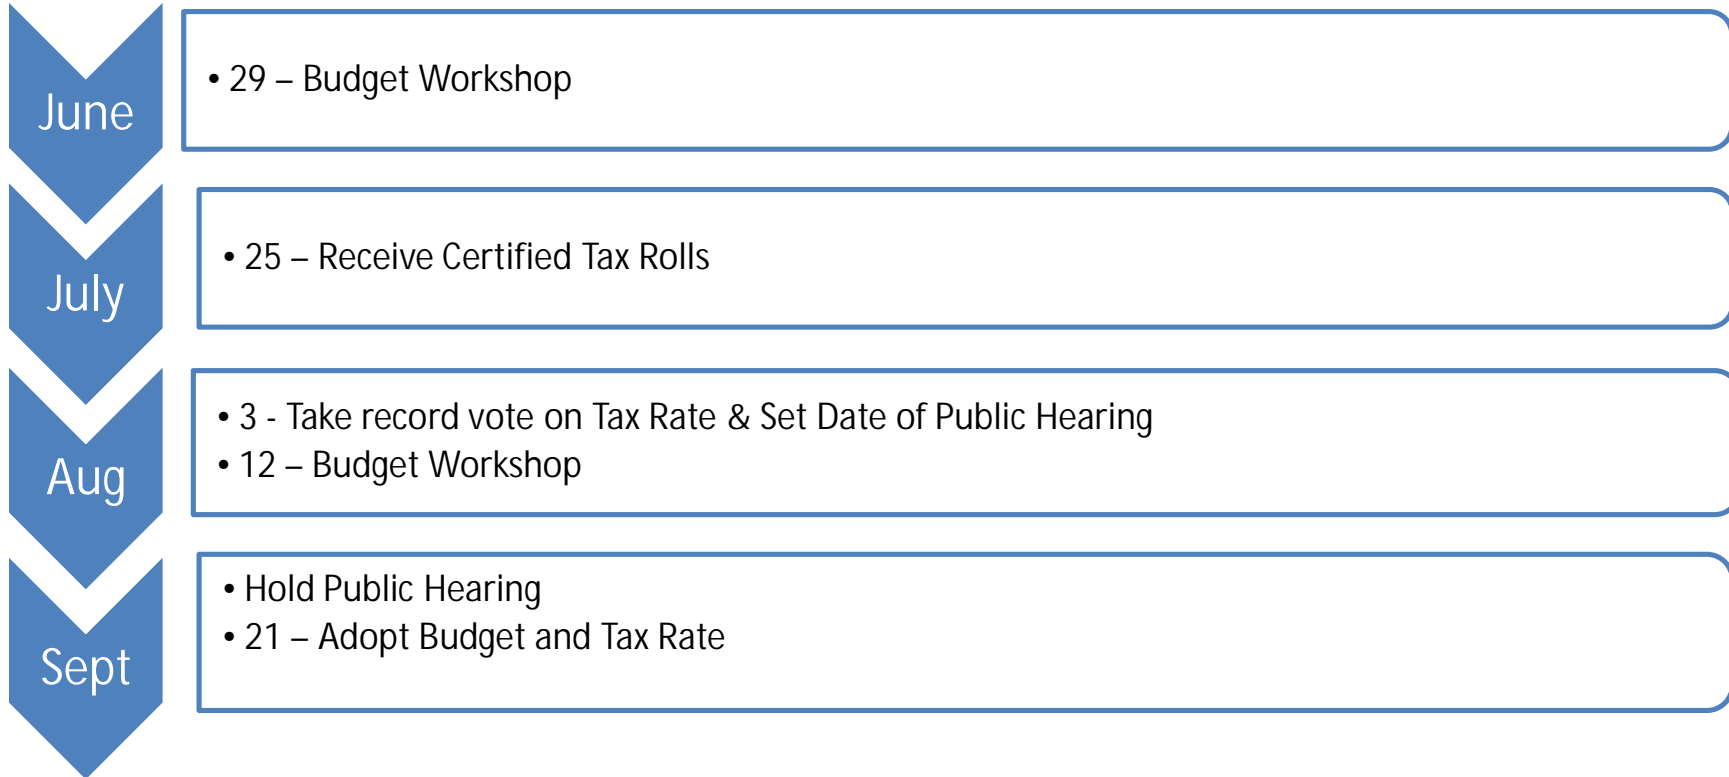 June
• 29 – Budget Workshop
July
• 25 – Receive Certified Tax Rolls
Aug
• 3 - Take record vote on Tax Rate & Set Date of Public Hearing
• 12 – Budget Workshop
Sept
• Hold Public Hearing
• 21 – Adopt Budget and Tax Rate